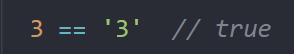 3 == '3'  // true